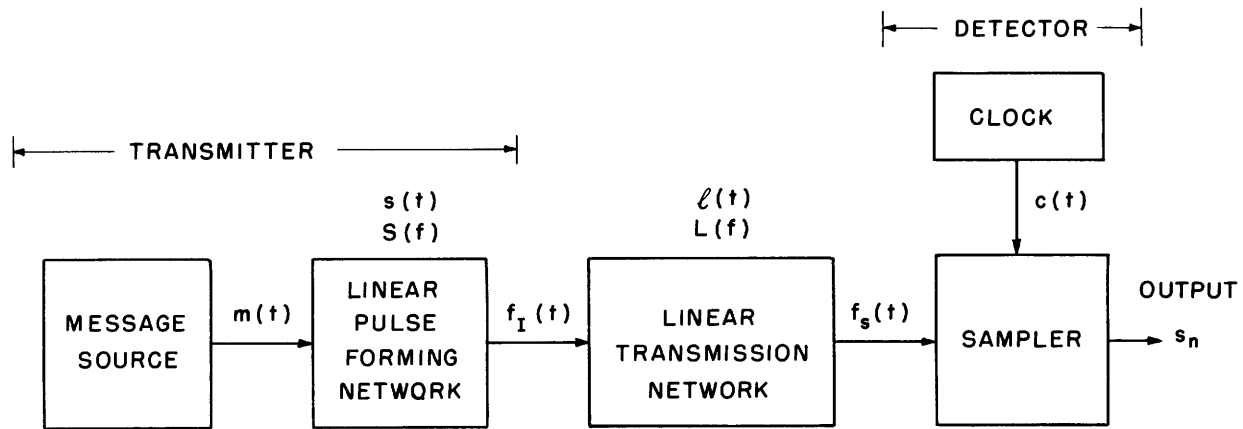 DETECTOR
CLOCK
TRANSMITTER
s(t)
S(f)
ℓ(t)
L(f)
c(t)
MESSAGE
SOURCE
m(t)
LINEAR
PULSE
FORMING
NETWORK
f_I(t)
LINEAR
TRANSMISSION
NETWORK
f_s(t)
SAMPLER
OUTPUT
s_n